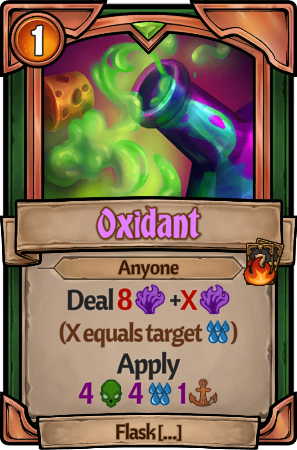 1
Oxidant
Anyone
Deal 8 +X
(X equals target )
Apply
4 4 1
Flask [...]